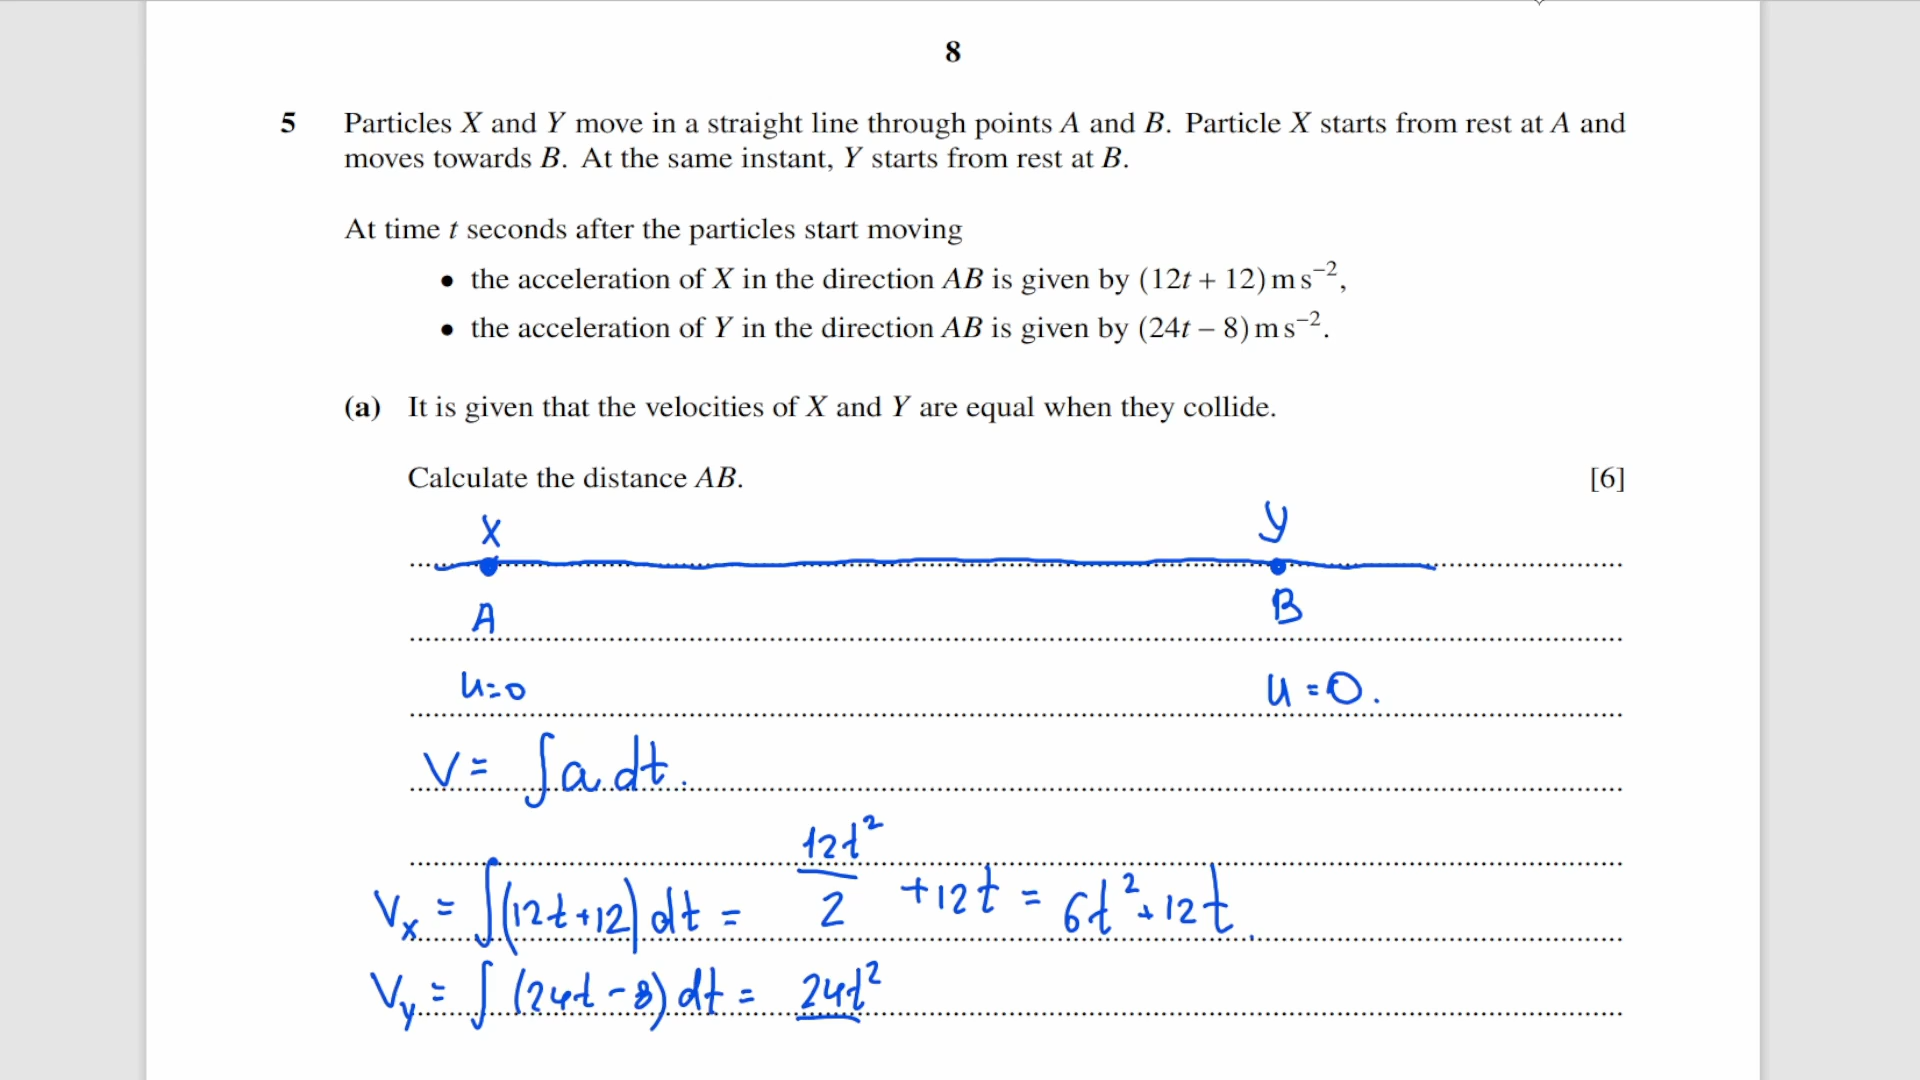 8
5 Particles X and Y move in a straight line through points A and B. Particle X starts from rest at A and
moves towards B. At the same instant, Y starts from rest at B.
At time t seconds after the particles start moving
• the acceleration of X in the direction AB is given by (12t + 12) m s⁻²,
• the acceleration of Y in the direction AB is given by (24t – 8) m s⁻².
(a) It is given that the velocities of X and Y are equal when they collide.
Calculate the distance AB. [6]
X y
A B
u=0 u=0.
V = ∫a dt.
Vx = ∫(12t+12) dt = 12t²/2 +12t = 6t²+12t.
Vy = ∫(24t-8) dt = 24t²